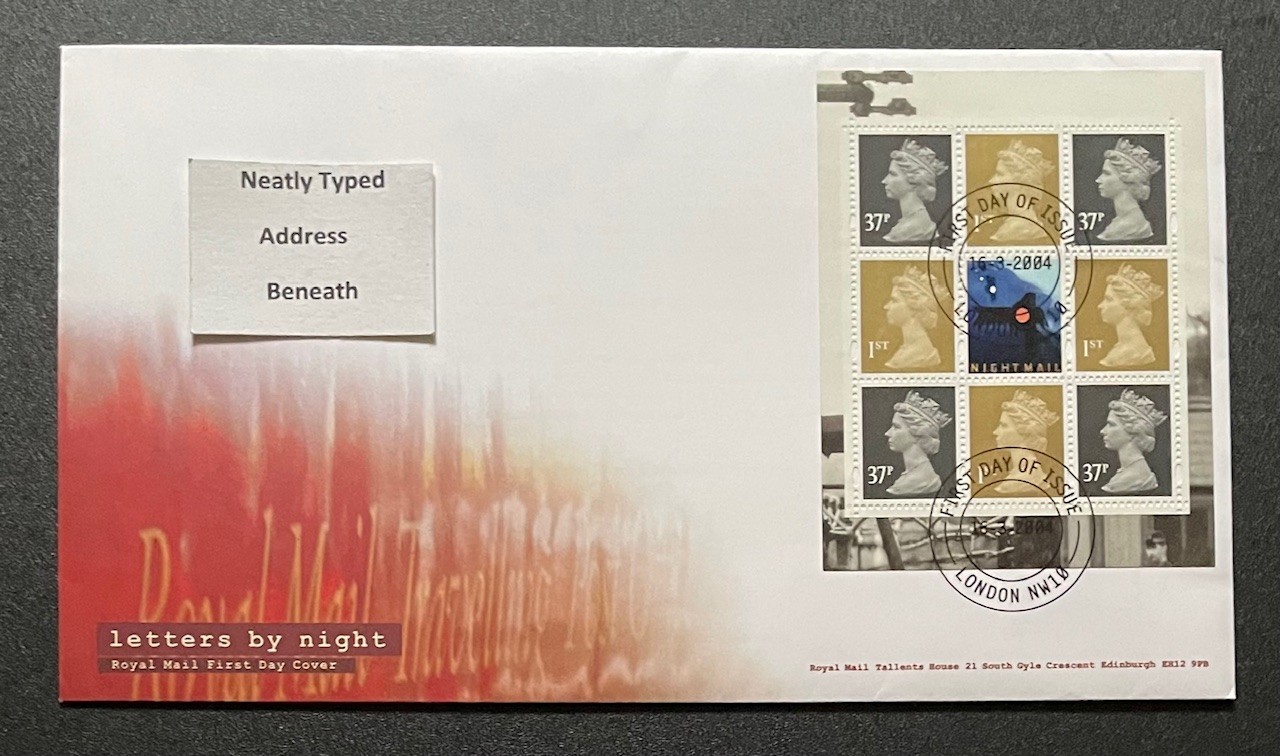 Neatly Typed
Address
Beneath
37P
1ST
37P
FIRST DAY OF ISSUE
16-3-2004
LONDON NW10
1ST
NIGHT MAIL
1ST
37P
1ST
37P
FIRST DAY OF ISSUE
16-3-2004
LONDON NW10
Royal Mail Travelling
letters by night
Royal Mail First Day Cover
Royal Mail Tallents House 21 South Gyle Crescent Edinburgh EH12 9PB